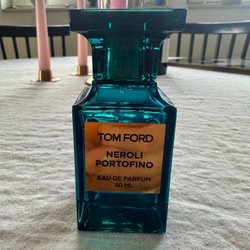 TOM FORD
NEROLI
PORTOFINO
EAU DE PARFUM
50 ML